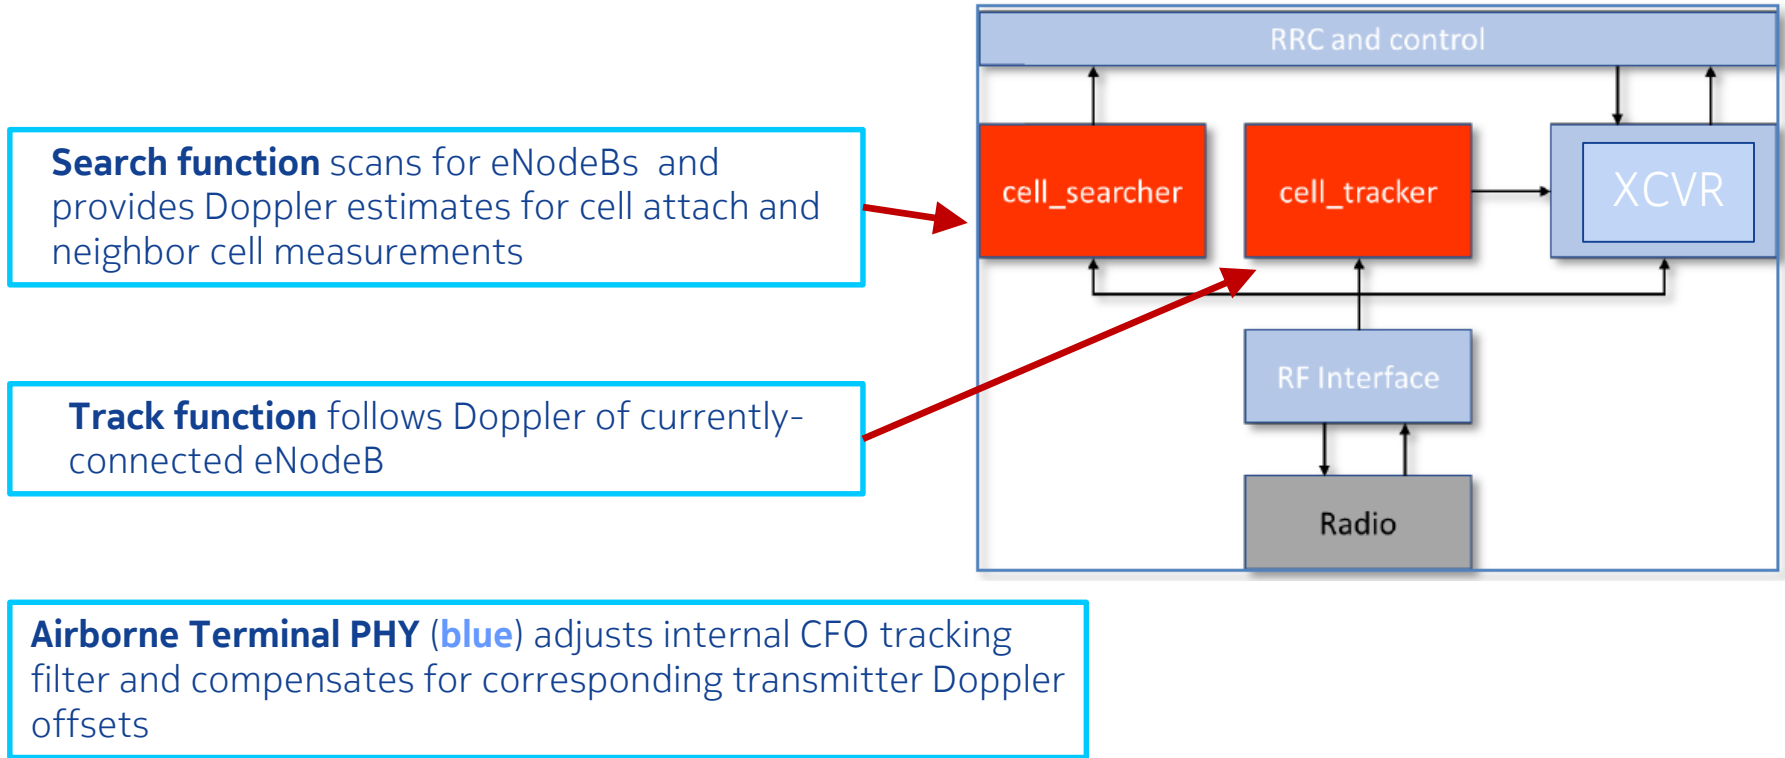 RRC and control
Search function scans for eNodeBs and
provides Doppler estimates for cell attach and
neighbor cell measurements
cell_searcher
cell_tracker
XCVR
RF Interface
Track function follows Doppler of currently-
connected eNodeB
Radio
Airborne Terminal PHY (blue) adjusts internal CFO tracking
filter and compensates for corresponding transmitter Doppler
offsets